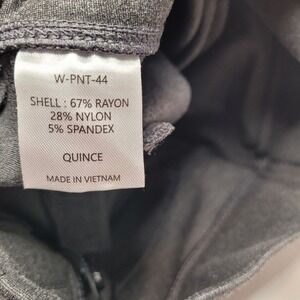 W-PNT-44
SHELL : 67% RAYON
28% NYLON
5% SPANDEX
QUINCE
MADE IN VIETNAM